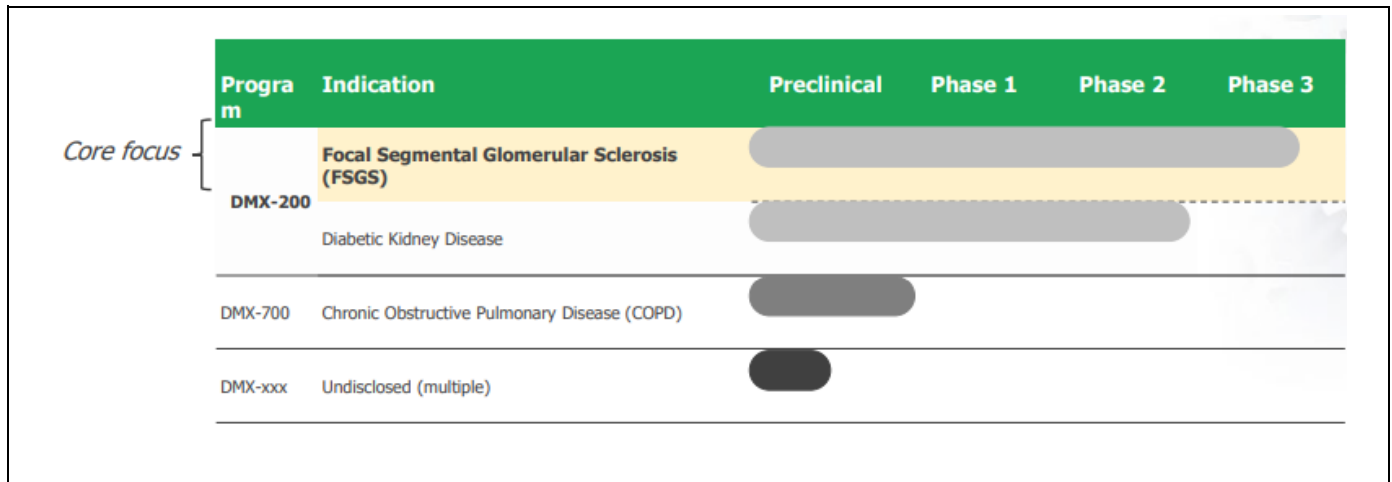 Progra
m
Indication
Preclinical
Phase 1
Phase 2
Phase 3
Core focus
DMX-200
Focal Segmental Glomerular Sclerosis
(FSGS)
Diabetic Kidney Disease
DMX-700
Chronic Obstructive Pulmonary Disease (COPD)
DMX-xxx
Undisclosed (multiple)